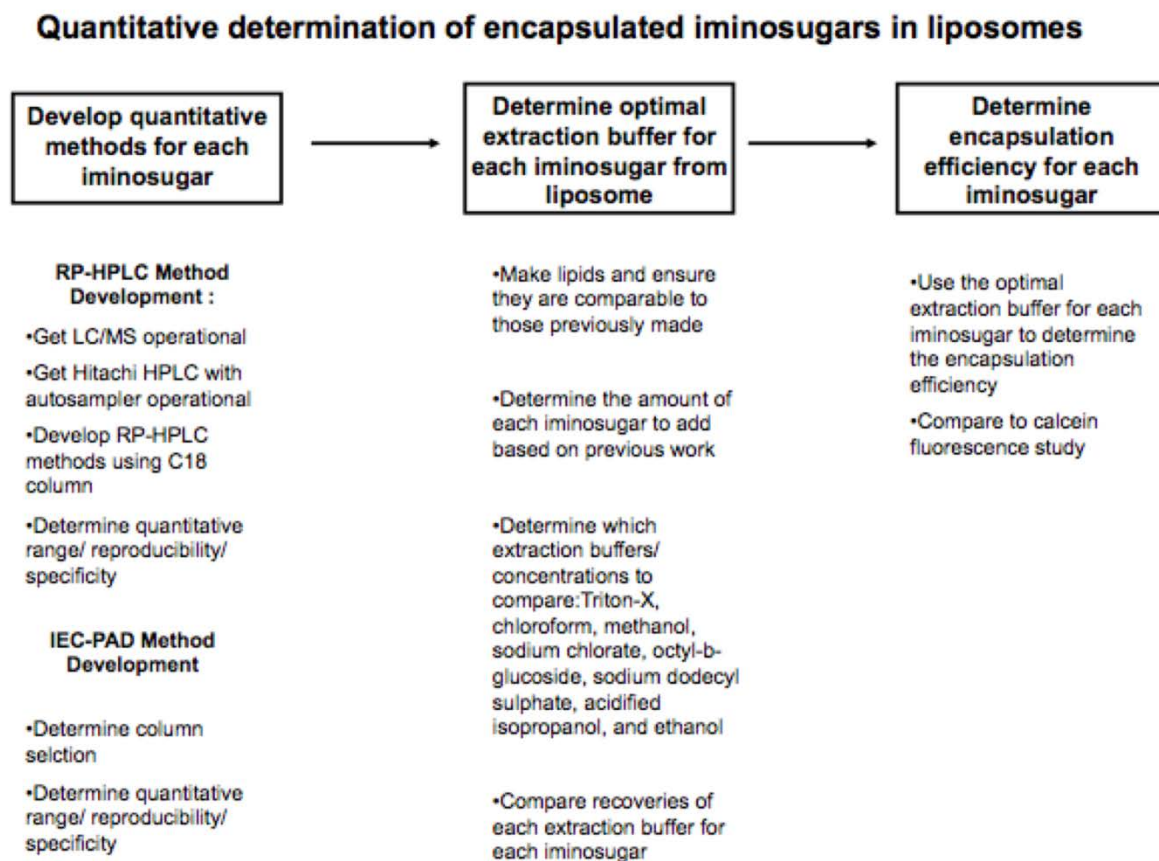 Quantitative determination of encapsulated iminosugars in liposomes
Develop quantitative
methods for each
iminosugar
Determine optimal
extraction buffer for
each iminosugar from
liposome
Determine
encapsulation
efficiency for each
iminosugar
RP-HPLC Method
Development :
•Get LC/MS operational
•Get Hitachi HPLC with
autosampler operational
•Develop RP-HPLC
methods using C18
column
•Determine quantitative
range/ reproducibility/
specificity
IEC-PAD Method
Development
•Determine column
selction
•Determine quantitative
range/ reproducibility/
specificity
•Make lipids and ensure
they are comparable to
those previously made
•Determine the amount of
each iminosugar to add
based on previous work
•Determine which
extraction buffers/
concentrations to
compare:Triton-X,
chloroform, methanol,
sodium chlorate, octyl-b-
glucoside, sodium dodecyl
sulphate, acidified
isopropanol, and ethanol
•Compare recoveries of
each extraction buffer for
each iminosugar
•Use the optimal
extraction buffer for each
iminosugar to determine
the encapsulation
efficiency
•Compare to calcein
fluorescence study